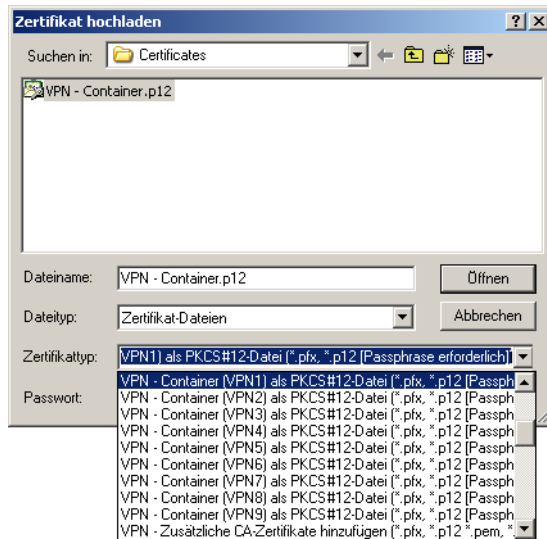 Zertifikat hochladen
Suchen in: Certificates
VPN - Container.p12
Dateiname: VPN - Container.p12 Öffnen
Dateityp: Zertifikat-Dateien Abbrechen
Zertifikattyp: VPN1) als PKCS#12-Datei (*.pfx, *.p12 [Passphrase erforderlich]
Passwort:
VPN - Container (VPN1) als PKCS#12-Datei (*.pfx, *.p12 [Passph
VPN - Container (VPN2) als PKCS#12-Datei (*.pfx, *.p12 [Passph
VPN - Container (VPN3) als PKCS#12-Datei (*.pfx, *.p12 [Passph
VPN - Container (VPN4) als PKCS#12-Datei (*.pfx, *.p12 [Passph
VPN - Container (VPN5) als PKCS#12-Datei (*.pfx, *.p12 [Passph
VPN - Container (VPN6) als PKCS#12-Datei (*.pfx, *.p12 [Passph
VPN - Container (VPN7) als PKCS#12-Datei (*.pfx, *.p12 [Passph
VPN - Container (VPN8) als PKCS#12-Datei (*.pfx, *.p12 [Passph
VPN - Container (VPN9) als PKCS#12-Datei (*.pfx, *.p12 [Passph
VPN - Zusätzliche CA-Zertifikate hinzufügen (*.pfx, *.p12 *.pem, *.